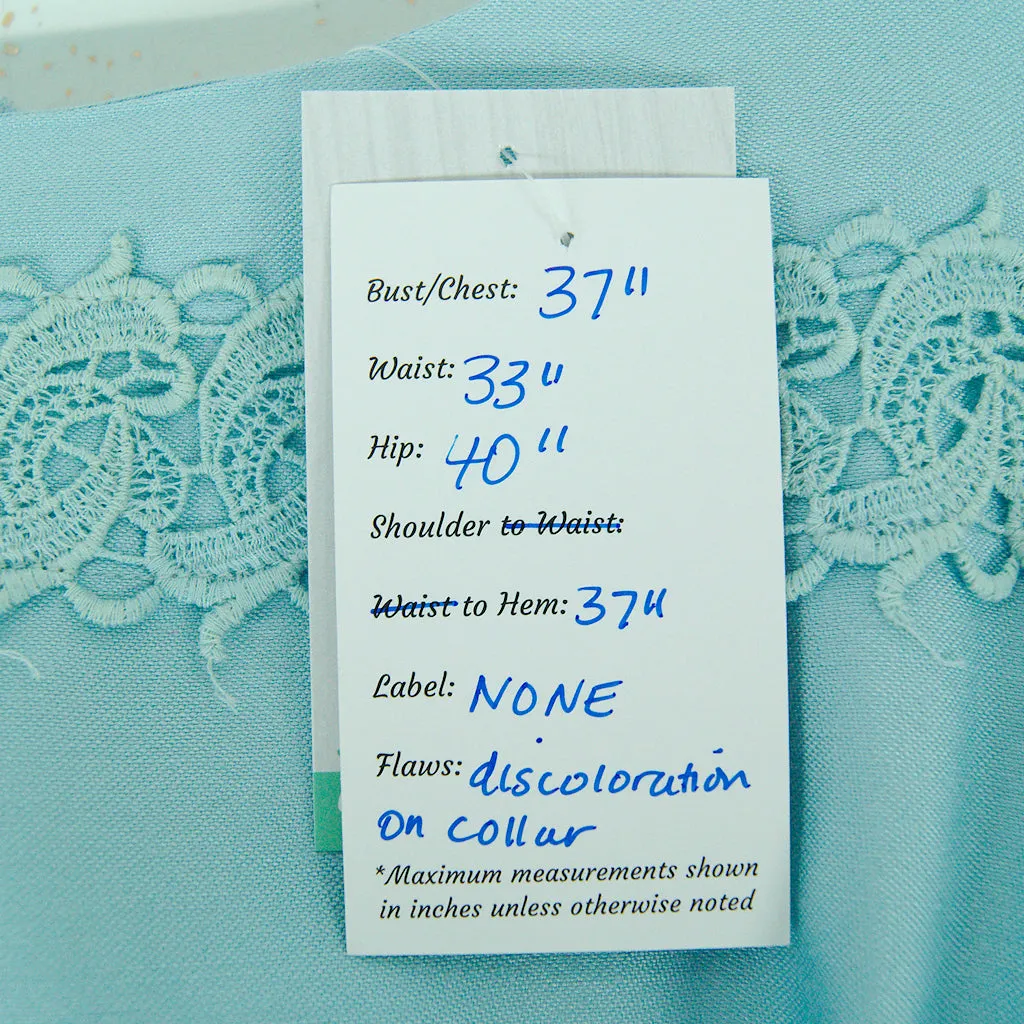 Bust/Chest: 37"
Waist: 33"
Hip: 40"
Shoulder to Waist:
Waist to Hem: 37"
Label: NONE
Flaws: discoloration
on collar
*Maximum measurements shown
in inches unless otherwise noted